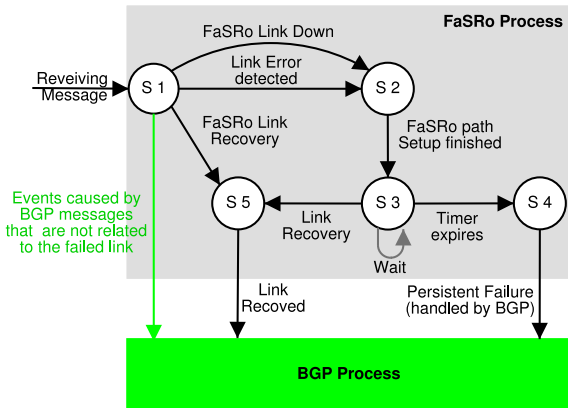 FaSRo Process
FaSRo Link Down
Link Error
detected
Reveiving
Message
S 1
S 2
FaSRo Link
Recovery
FaSRo path
Setup finished
Events caused by
BGP messages
that are not related
to the failed link
S 5
S 3
S 4
Link
Recovery
Timer
expires
Wait
Link
Recoved
Persistent Failure
(handled by BGP)
BGP Process